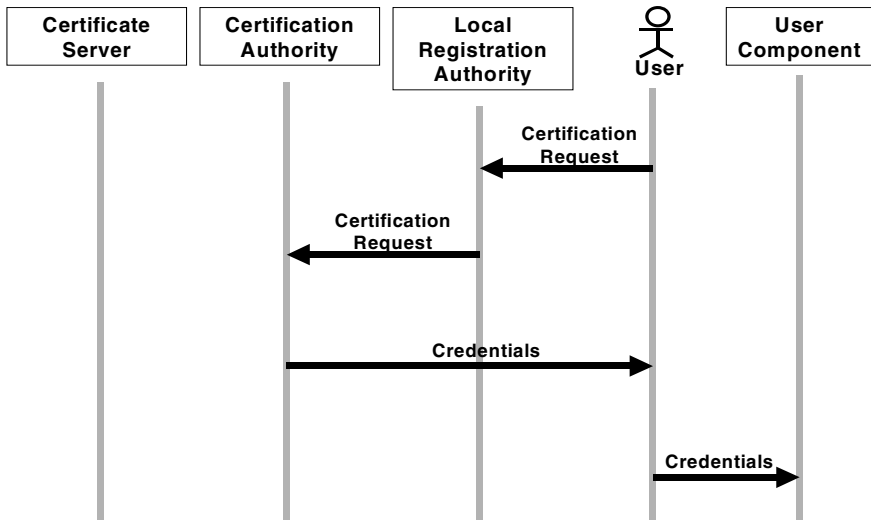 Certificate
Server
Certification
Authority
Local
Registration
Authority
User
User
Component
Certification
Request
Certification
Request
Credentials
Credentials